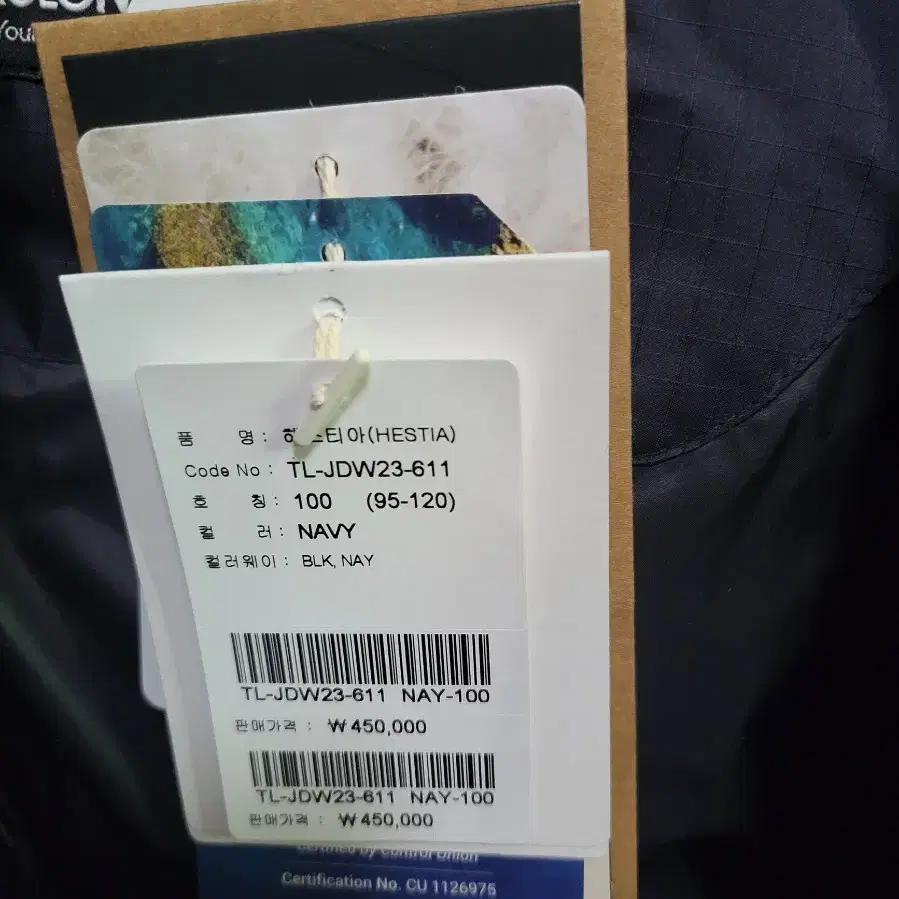 품 명 : 헤스티아(HESTIA)
Code No : TL-JDW23-611
호 칭 : 100 (95-120)
컬 러 : NAVY
컬러웨이 : BLK, NAY
TL-JDW23-611 NAY-100
판매가격 : ₩450,000
TL-JDW23-611 NAY-100
판매가격 : ₩450,000
Certified by Control Union
Certification No. CU 1126975